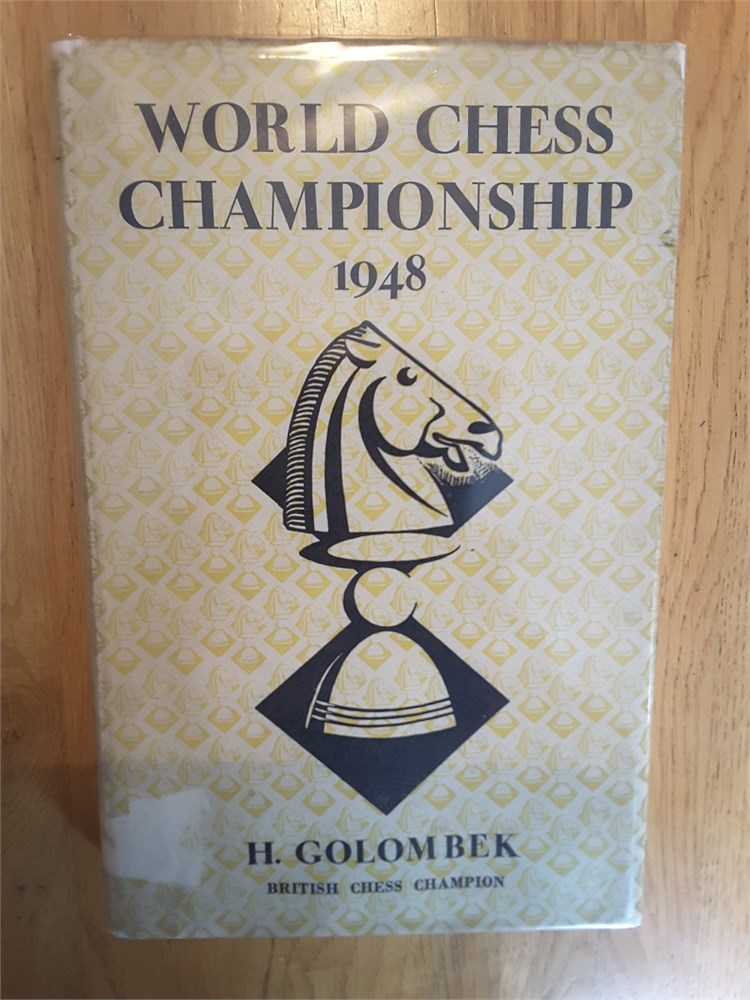 WORLD CHESS
CHAMPIONSHIP
1948
H. GOLOMBEK
BRITISH CHESS CHAMPION